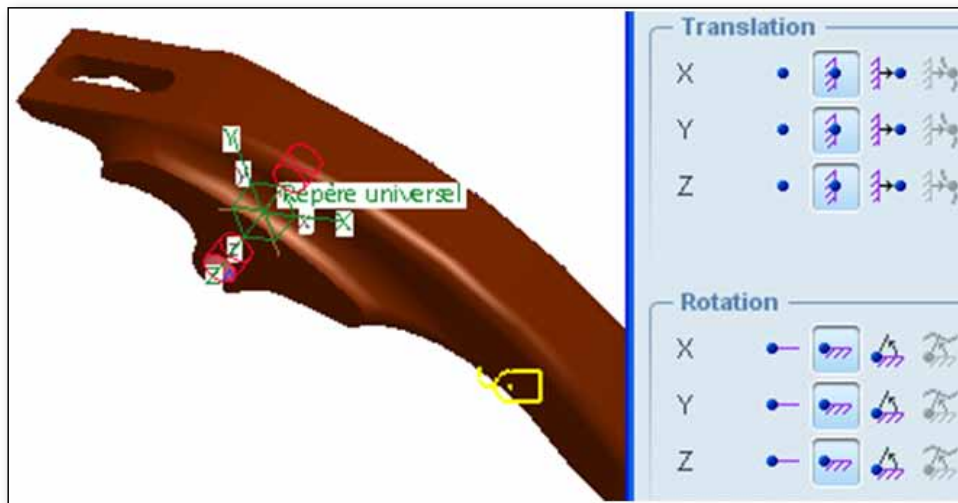 Translation
X
Y
Z
Y
y
Repère universel
x X
Z
Z
Rotation
X
Y
Z